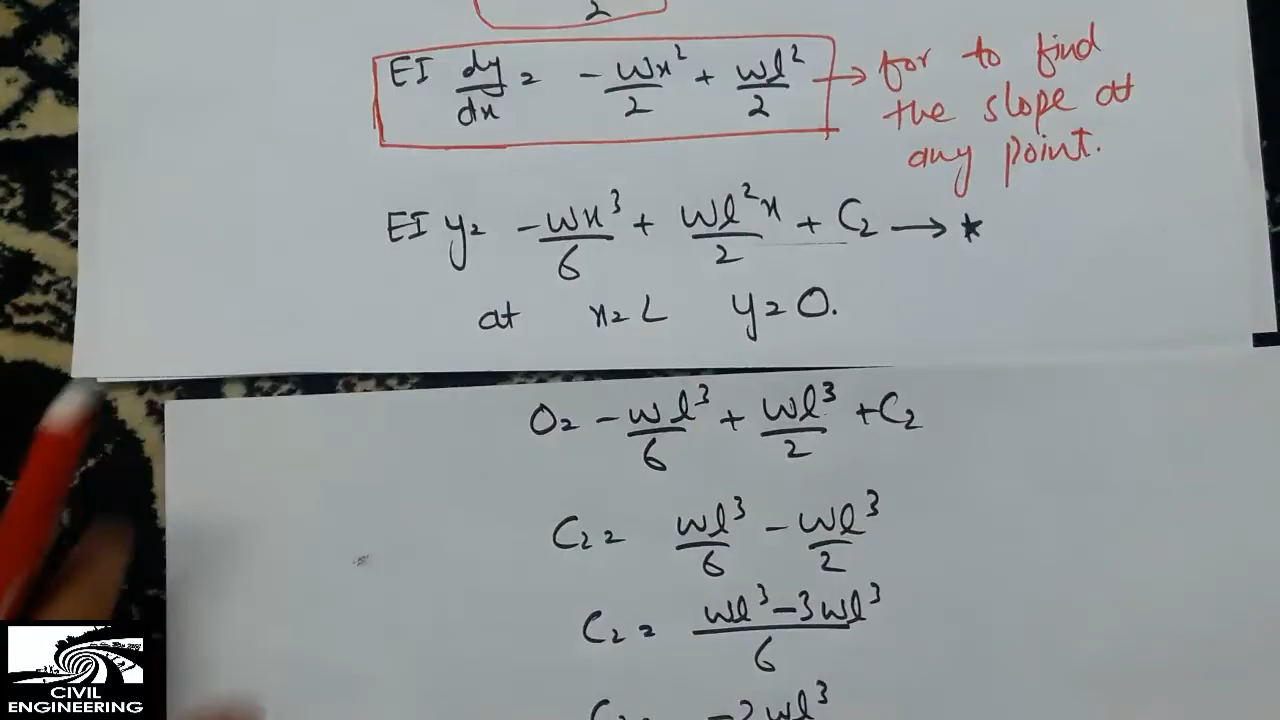 2
EI dy/dx = -wx²/2 + wl²/2 → for to find
the slope at
any point.
EI y = -wx³/6 + wl²x/2 + C₂ → *
at x = L y = 0.
0 = -wl³/6 + wl³/2 + C₂
C₂ = wl³/6 - wl³/2
C₂ = wl³ - 3wl³/6
-2wl³
CIVIL
ENGINEERING